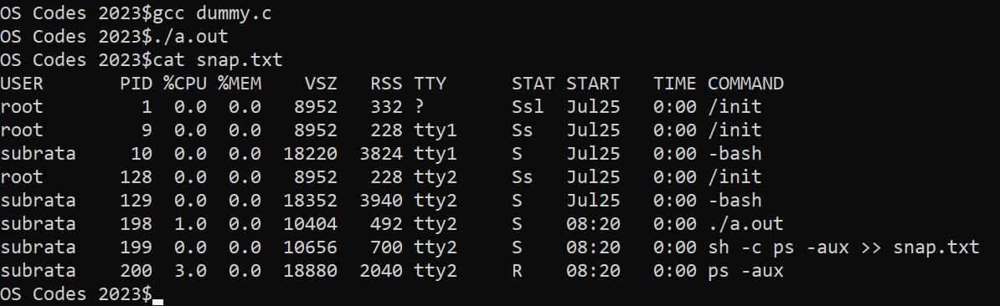 OS Codes 2023$gcc dummy.c
OS Codes 2023$./a.out
OS Codes 2023$cat snap.txt
USER       PID %CPU %MEM    VSZ   RSS TTY      STAT START   TIME COMMAND
root         1  0.0  0.0   8952   332 ?        Ssl  Jul25   0:00 /init
root         9  0.0  0.0   8952   228 tty1     Ss   Jul25   0:00 /init
subrata     10  0.0  0.0  18220  3824 tty1     S    Jul25   0:00 -bash
root       128  0.0  0.0   8952   228 tty2     Ss   Jul25   0:00 /init
subrata    129  0.0  0.0  18352  3940 tty2     S    Jul25   0:00 -bash
subrata    198  1.0  0.0  10404   492 tty2     S    08:20   0:00 ./a.out
subrata    199  0.0  0.0  10656   700 tty2     S    08:20   0:00 sh -c ps -aux >> snap.txt
subrata    200  3.0  0.0  18880  2040 tty2     R    08:20   0:00 ps -aux
OS Codes 2023$